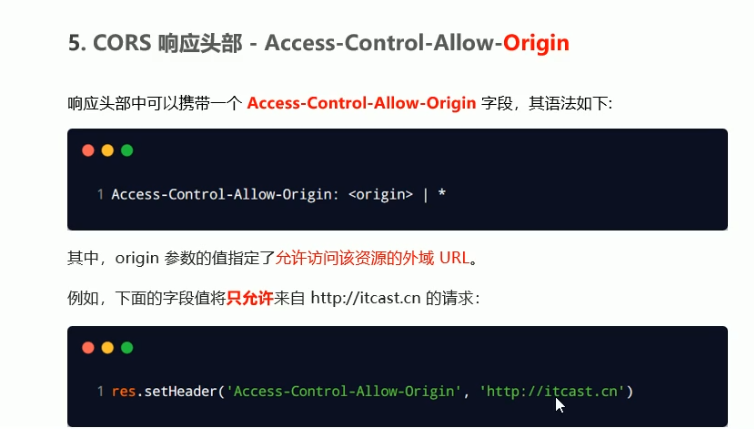 5. CORS 响应头部 - Access-Control-Allow-Origin
响应头部中可以携带一个 Access-Control-Allow-Origin 字段，其语法如下:
1 Access-Control-Allow-Origin: <origin> | *
其中，origin 参数的值指定了允许访问该资源的外域 URL。
例如，下面的字段值将只允许来自 http://itcast.cn 的请求：
1 res.setHeader('Access-Control-Allow-Origin', 'http://itcast.cn')